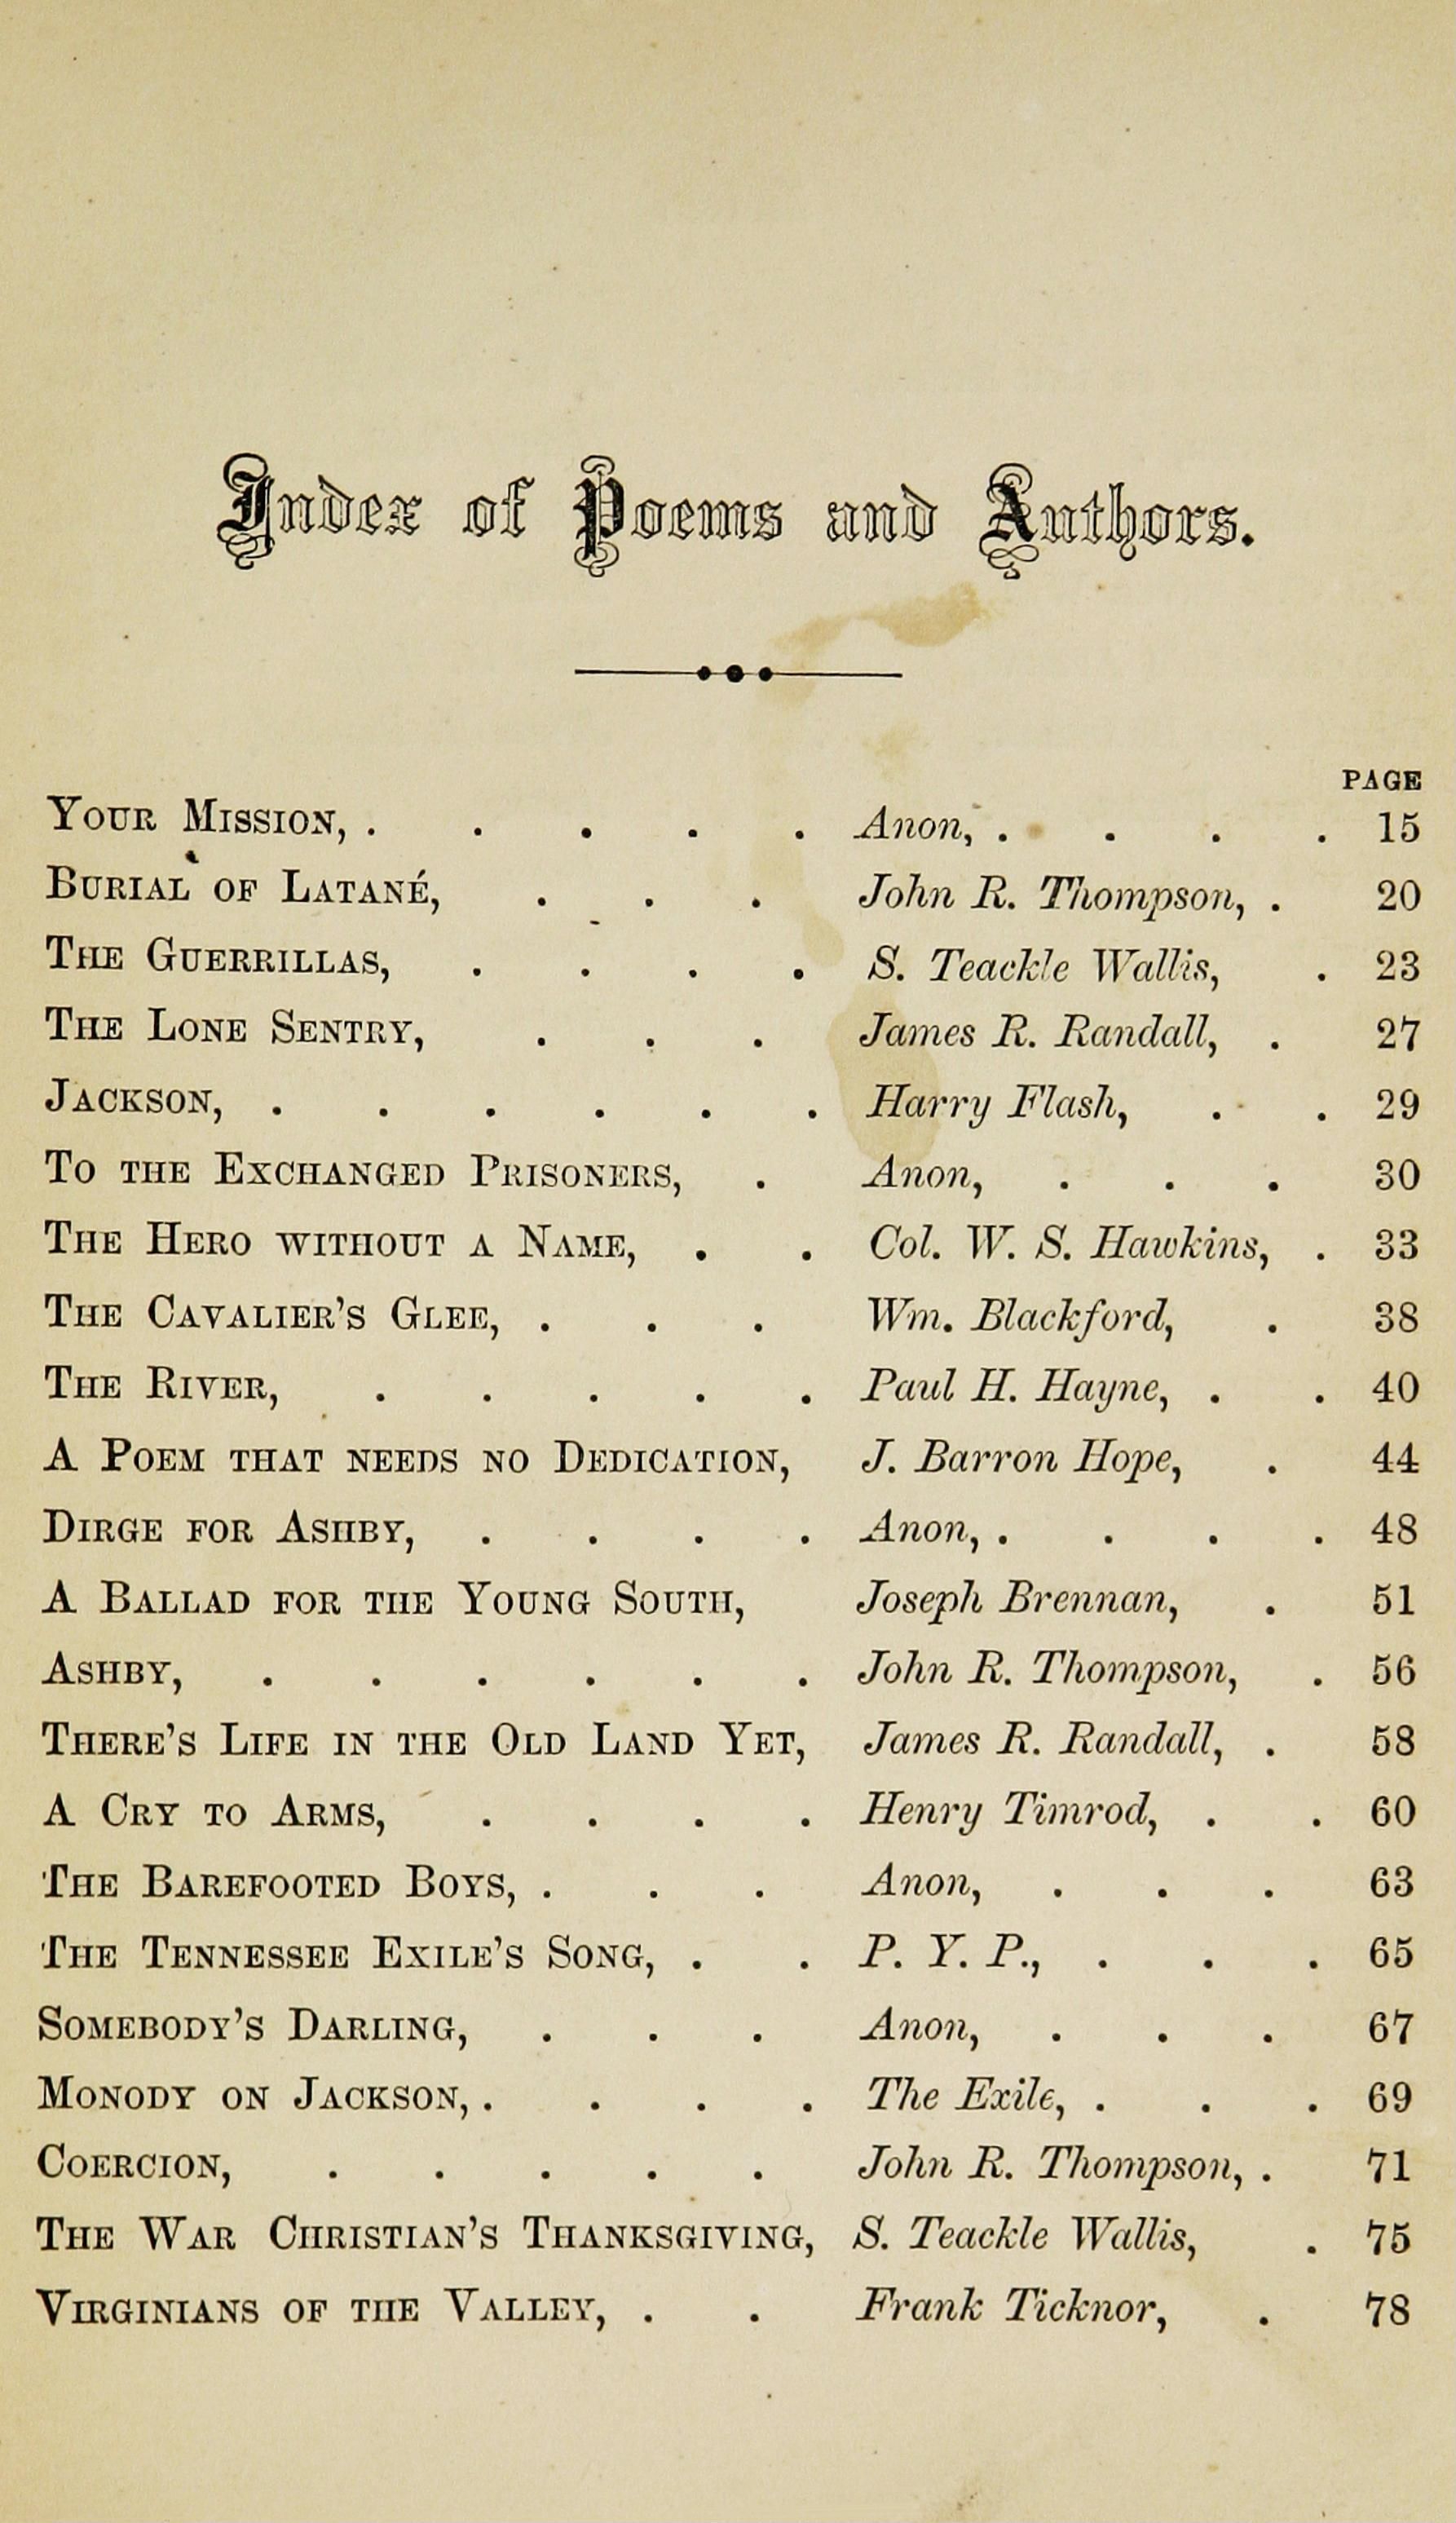 Index of Poems and Authors.
PAGE
Your Mission, . . . . . Anon, . . . . 15
Burial of Latané, . . . John R. Thompson, . 20
The Guerrillas, . . . . S. Teackle Wallis, . 23
The Lone Sentry, . . . James R. Randall, . 27
Jackson, . . . . . . Harry Flash, . . 29
To the Exchanged Prisoners, . Anon, . . . 30
The Hero without a Name, . . Col. W. S. Hawkins, . 33
The Cavalier's Glee, . . . Wm. Blackford, . 38
The River, . . . . . Paul H. Hayne, . . 40
A Poem that needs no Dedication, J. Barron Hope, . 44
Dirge for Ashby, . . . . Anon, . . . . 48
A Ballad for the Young South, Joseph Brennan, . 51
Ashby, . . . . . . John R. Thompson, . 56
There's Life in the Old Land Yet, James R. Randall, . 58
A Cry to Arms, . . . . Henry Timrod, . . 60
The Barefooted Boys, . . . Anon, . . . 63
The Tennessee Exile's Song, . . P. Y. P., . . . 65
Somebody's Darling, . . . Anon, . . . 67
Monody on Jackson, . . . . The Exile, . . . 69
Coercion, . . . . . John R. Thompson, . 71
The War Christian's Thanksgiving, S. Teackle Wallis, . 75
Virginians of the Valley, . . Frank Ticknor, . 78